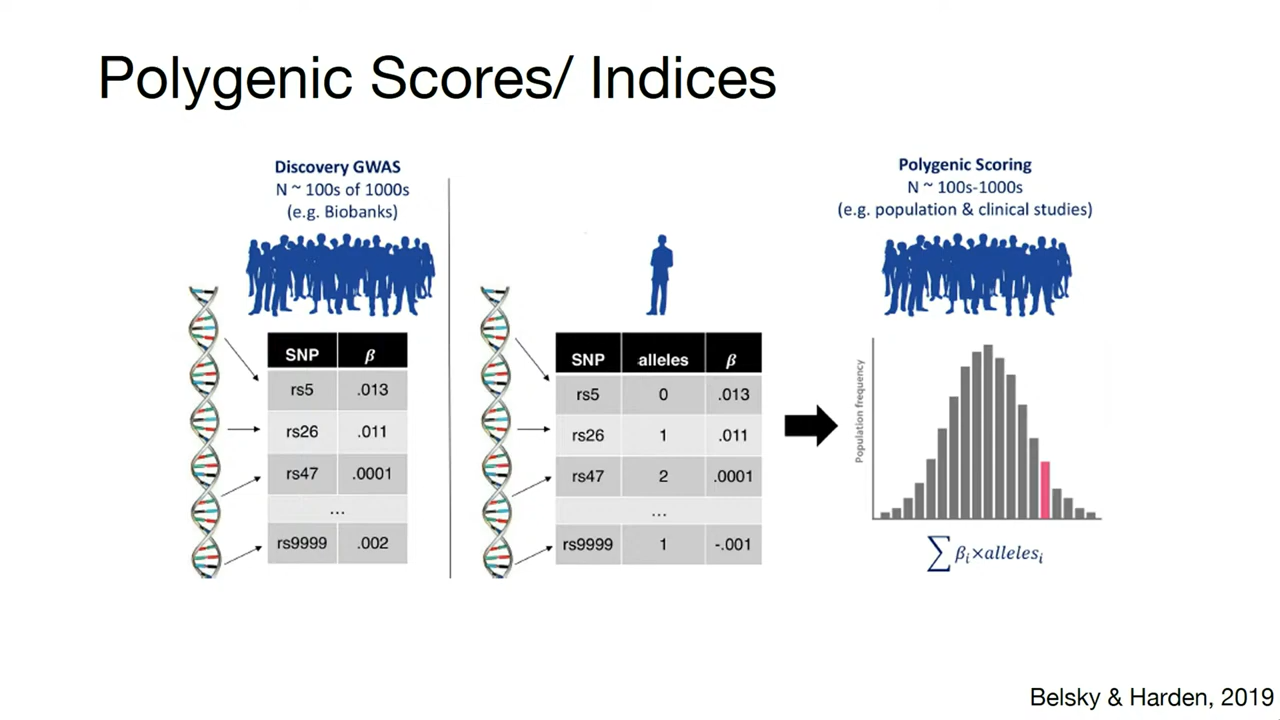 Polygenic Scores/ Indices
Discovery GWAS
N ~ 100s of 1000s
(e.g. Biobanks)
SNP β
rs5 .013
rs26 .011
rs47 .0001
...
rs9999 .002
SNP alleles β
rs5 0 .013
rs26 1 .011
rs47 2 .0001
...
rs9999 1 -.001
Polygenic Scoring
N ~ 100s-1000s
(e.g. population & clinical studies)
Population frequency
∑ βᵢ×allelesᵢ
Belsky & Harden, 2019